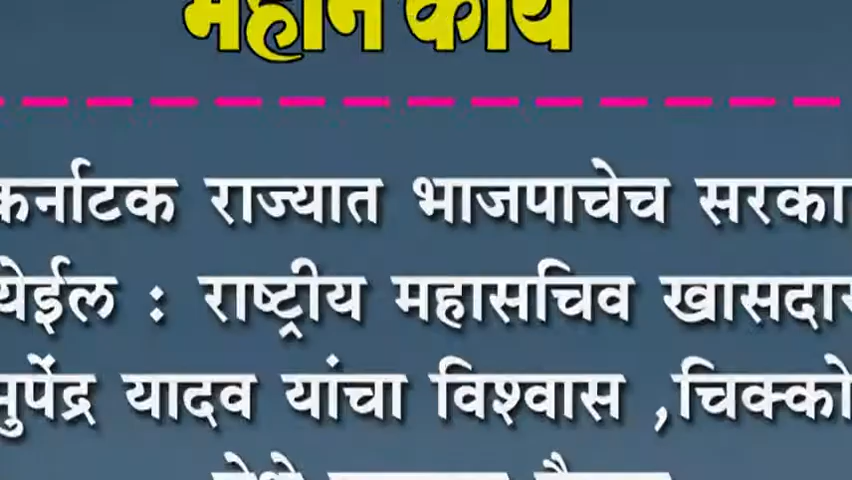 महान कार्य
कर्नाटक राज्यात भाजपाचेच सरका
येईल : राष्ट्रीय महासचिव खासदार
मुपेंद्र यादव यांचा विश्वास ,चिक्को
येथे